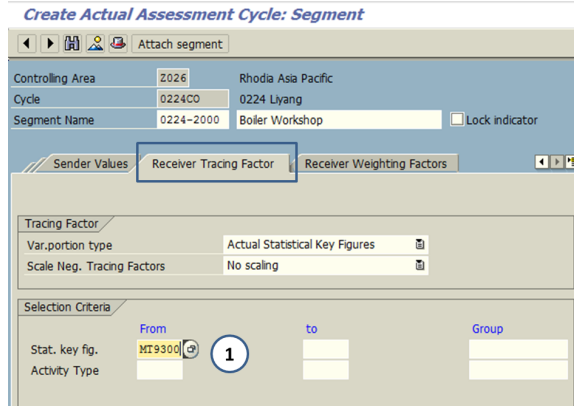 Create Actual Assessment Cycle: Segment
Attach segment
Controlling Area Z026 Rhodia Asia Pacific
Cycle 0224CO 0224 Liyang
Segment Name 0224-2000 Boiler Workshop Lock indicator
Sender Values Receiver Tracing Factor Receiver Weighting Factors
Tracing Factor
Var.portion type Actual Statistical Key Figures
Scale Neg. Tracing Factors No scaling
Selection Criteria
From to Group
Stat. key fig. MT9300 1
Activity Type